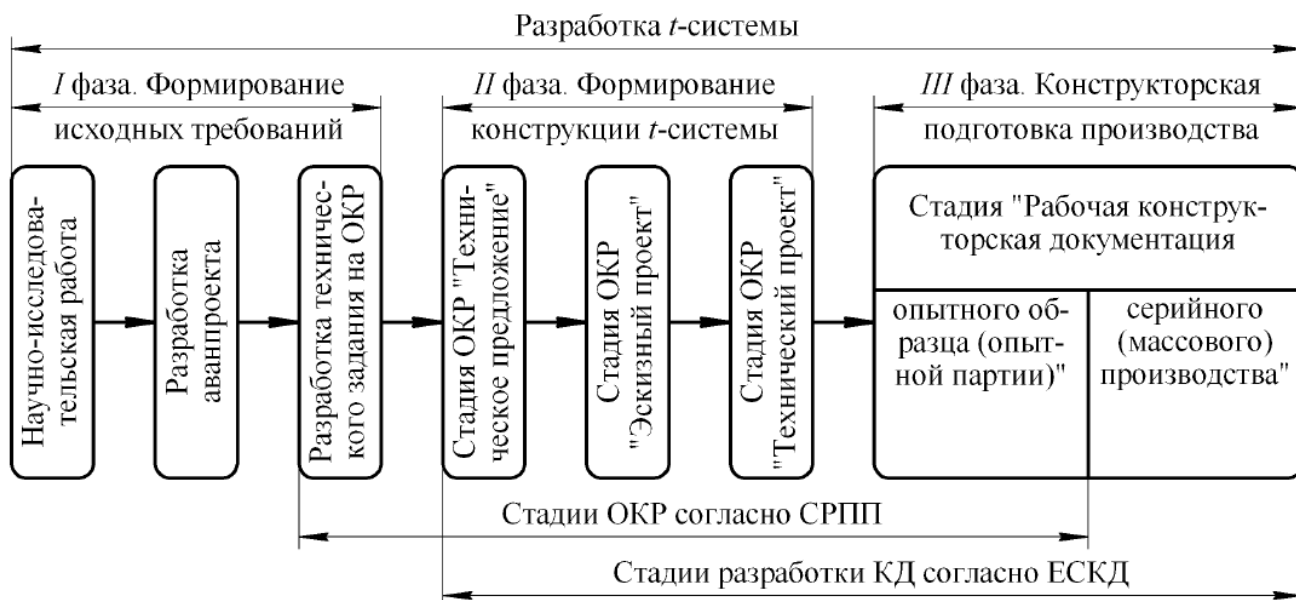 Разработка t-системы
I фаза. Формирование
исходных требований
II фаза. Формирование
конструкции t-системы
III фаза. Конструкторская
подготовка производства
Научно-исследова-
тельская работа
Разработка
аванпроекта
Разработка техничес-
кого задания на ОКР
Стадия ОКР "Техни-
ческое предложение"
Стадия ОКР
"Эскизный проект"
Стадия ОКР
"Технический проект"
Стадия "Рабочая конструк-
торская документация
опытного об-
разца (опыт-
ной партии)"
серийного
(массового)
производства"
Стадии ОКР согласно СРПП
Стадии разработки КД согласно ЕСКД